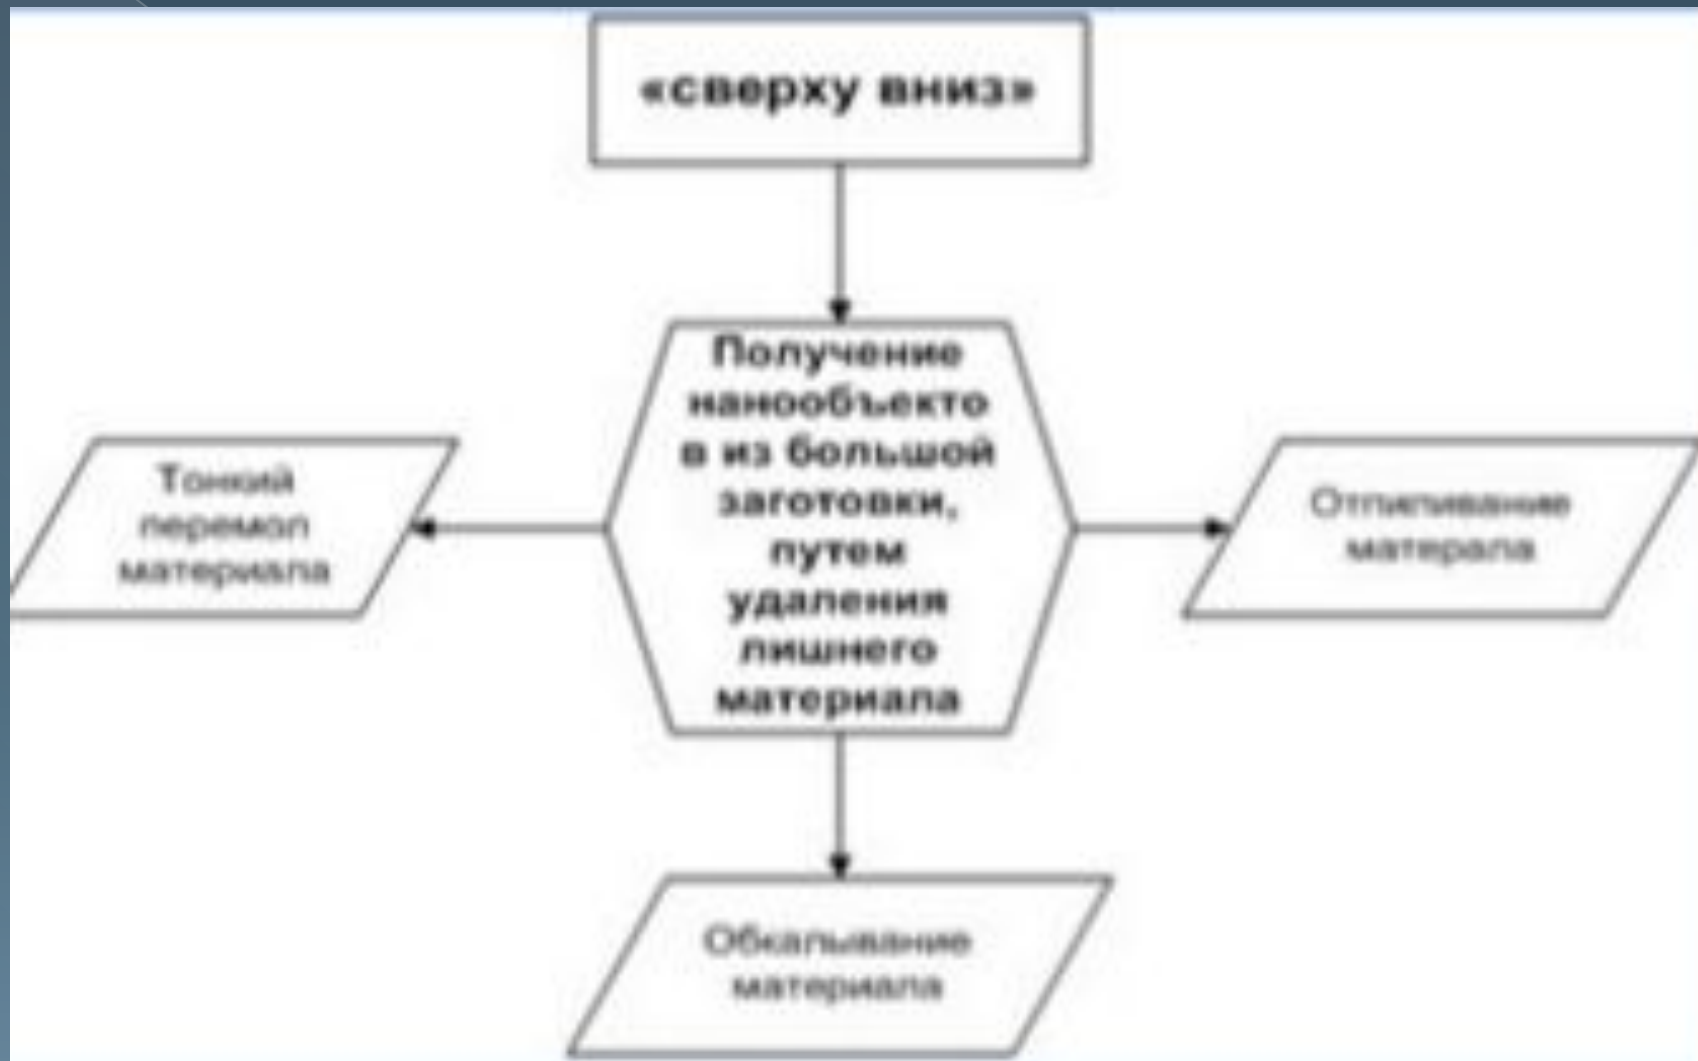 «сверху вниз»
Получение
нанообъекто
в из большой
заготовки,
путем
удаления
лишнего
материала
Тонкий
перемол
материала
Отпиливание
матерала
Обкалывание
материала